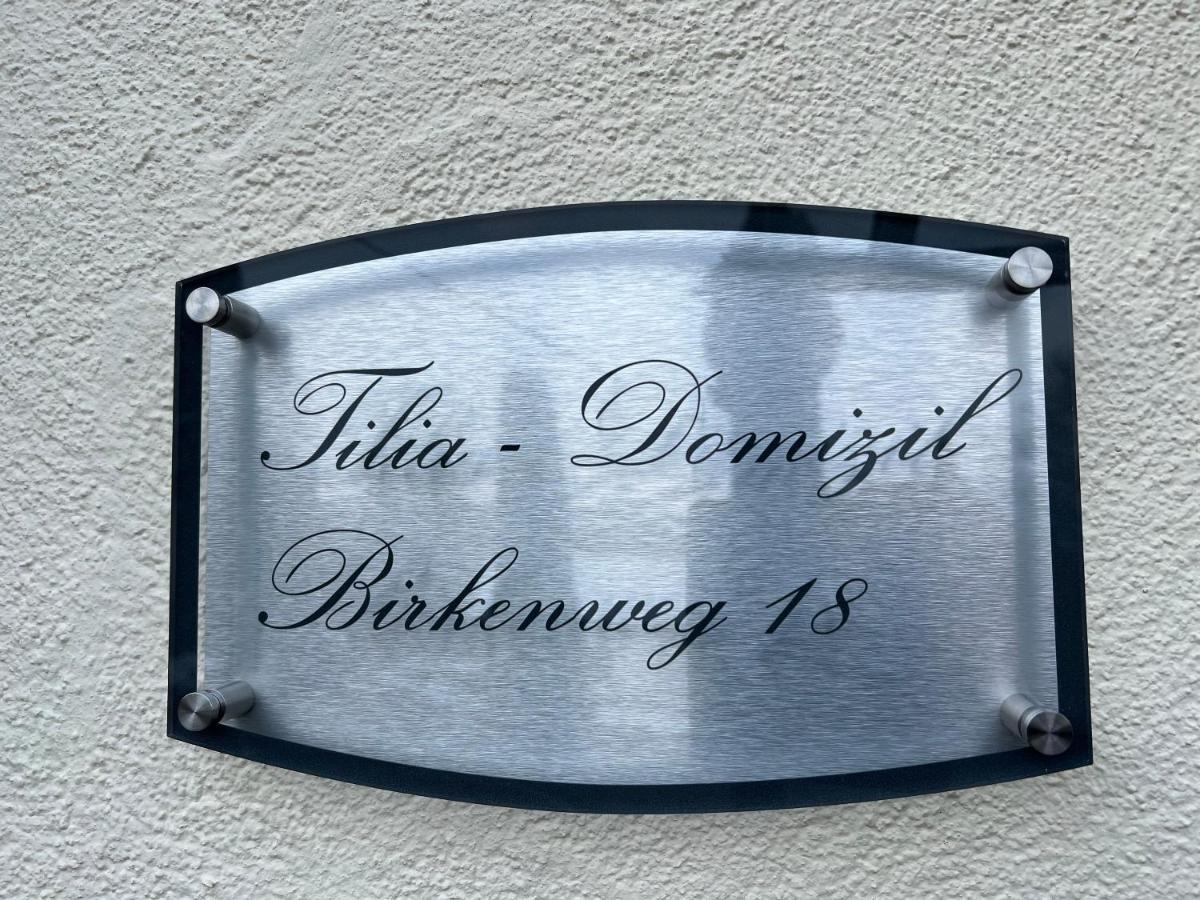 Tilia - Domizil
Birkenweg 18